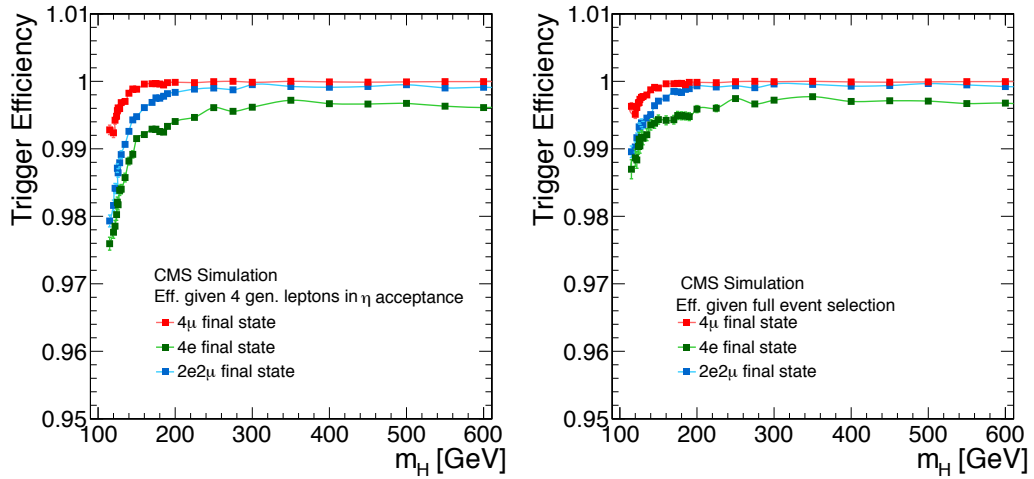 Trigger Efficiency
1.01
1
0.99
0.98
0.97
0.96
0.95
CMS Simulation
Eff. given 4 gen. leptons in η acceptance
4μ final state
4e final state
2e2μ final state
100 200 300 400 500 600
m_H [GeV]
Trigger Efficiency
1.01
1
0.99
0.98
0.97
0.96
0.95
CMS Simulation
Eff. given full event selection
4μ final state
4e final state
2e2μ final state
100 200 300 400 500 600
m_H [GeV]